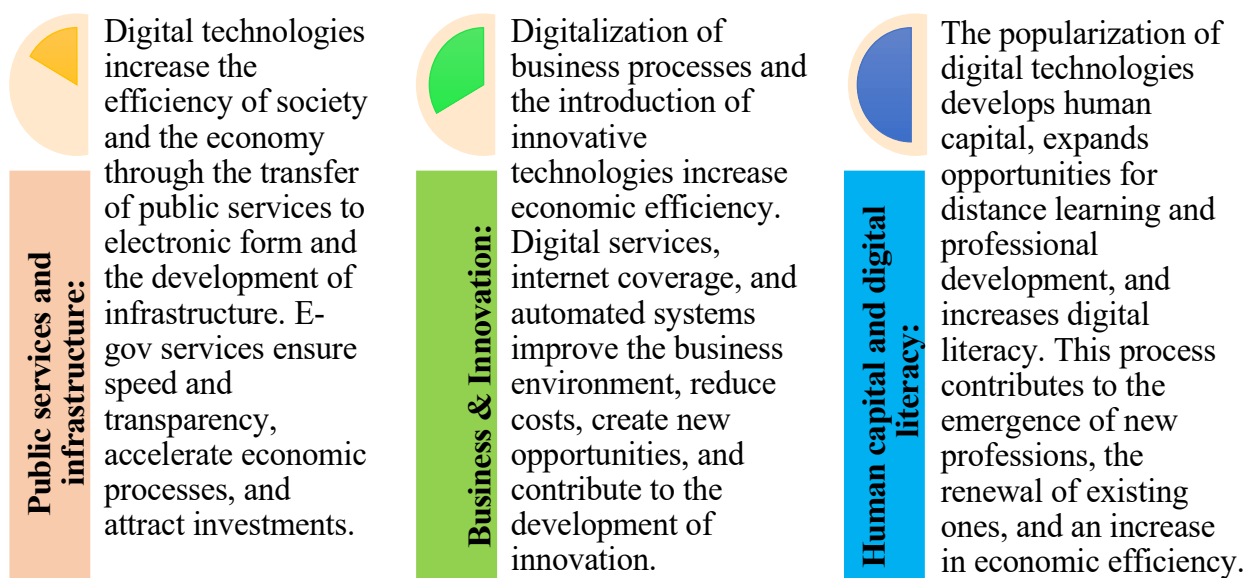 Public services and
infrastructure:
Digital technologies
increase the
efficiency of society
and the economy
through the transfer
of public services to
electronic form and
the development of
infrastructure. E-
gov services ensure
speed and
transparency,
accelerate economic
processes, and
attract investments.
Business & Innovation:
Digitalization of
business processes and
the introduction of
innovative
technologies increase
economic efficiency.
Digital services,
internet coverage, and
automated systems
improve the business
environment, reduce
costs, create new
opportunities, and
contribute to the
development of
innovation.
Human capital and digital
literacy:
The popularization of
digital technologies
develops human
capital, expands
opportunities for
distance learning and
professional
development, and
increases digital
literacy. This process
contributes to the
emergence of new
professions, the
renewal of existing
ones, and an increase
in economic efficiency.